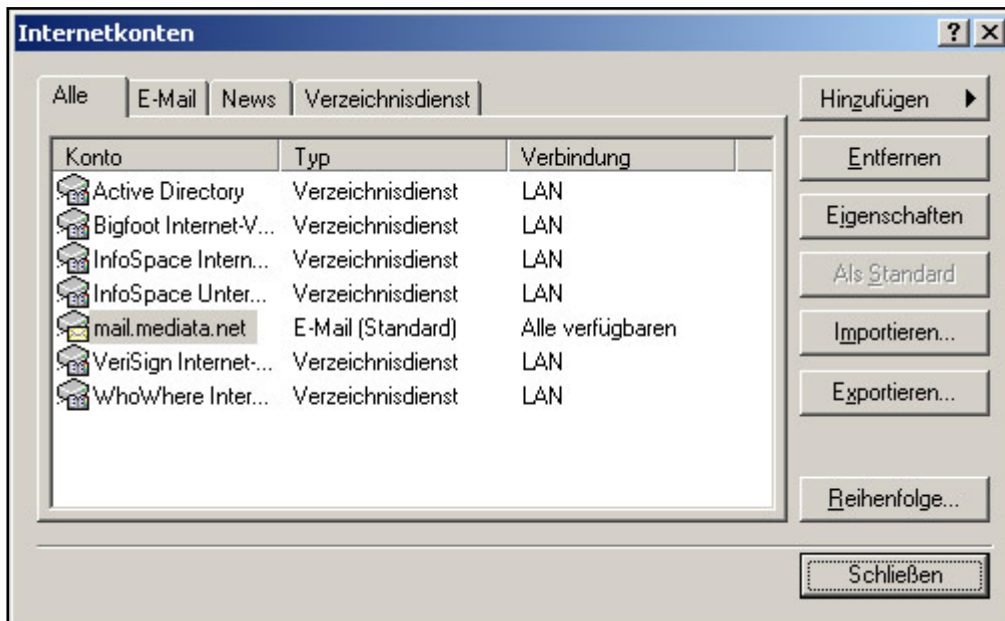 Internetkonten
Alle E-Mail News Verzeichnisdienst
Hinzufügen
Konto Typ Verbindung
Entfernen
Active Directory Verzeichnisdienst LAN
Bigfoot Internet-V... Verzeichnisdienst LAN
Eigenschaften
InfoSpace Intern... Verzeichnisdienst LAN
Als Standard
InfoSpace Unter... Verzeichnisdienst LAN
mail.mediata.net E-Mail (Standard) Alle verfügbaren
Importieren...
VeriSign Internet-... Verzeichnisdienst LAN
WhoWhere Inter... Verzeichnisdienst LAN
Exportieren...
Reihenfolge...
Schließen